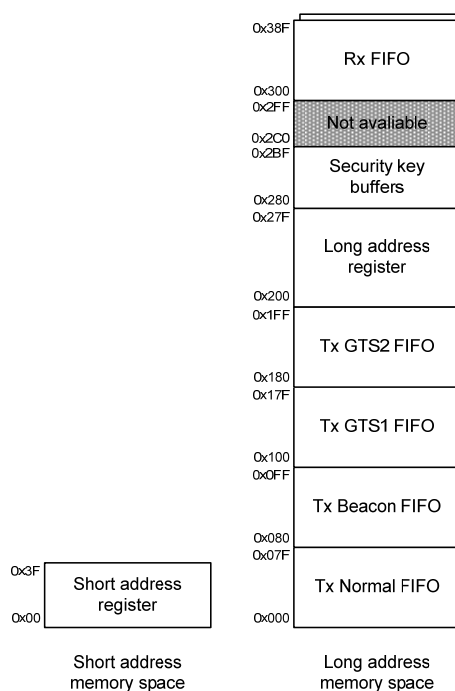 0x38F
Rx FIFO
0x300
0x2FF
Not avaliable
0x2C0
0x2BF
Security key
buffers
0x280
0x27F
Long address
register
0x200
0x1FF
Tx GTS2 FIFO
0x180
0x17F
Tx GTS1 FIFO
0x100
0x0FF
Tx Beacon FIFO
0x080
0x07F
Tx Normal FIFO
0x000
0x3F
Short address
register
0x00
Short address
memory space
Long address
memory space